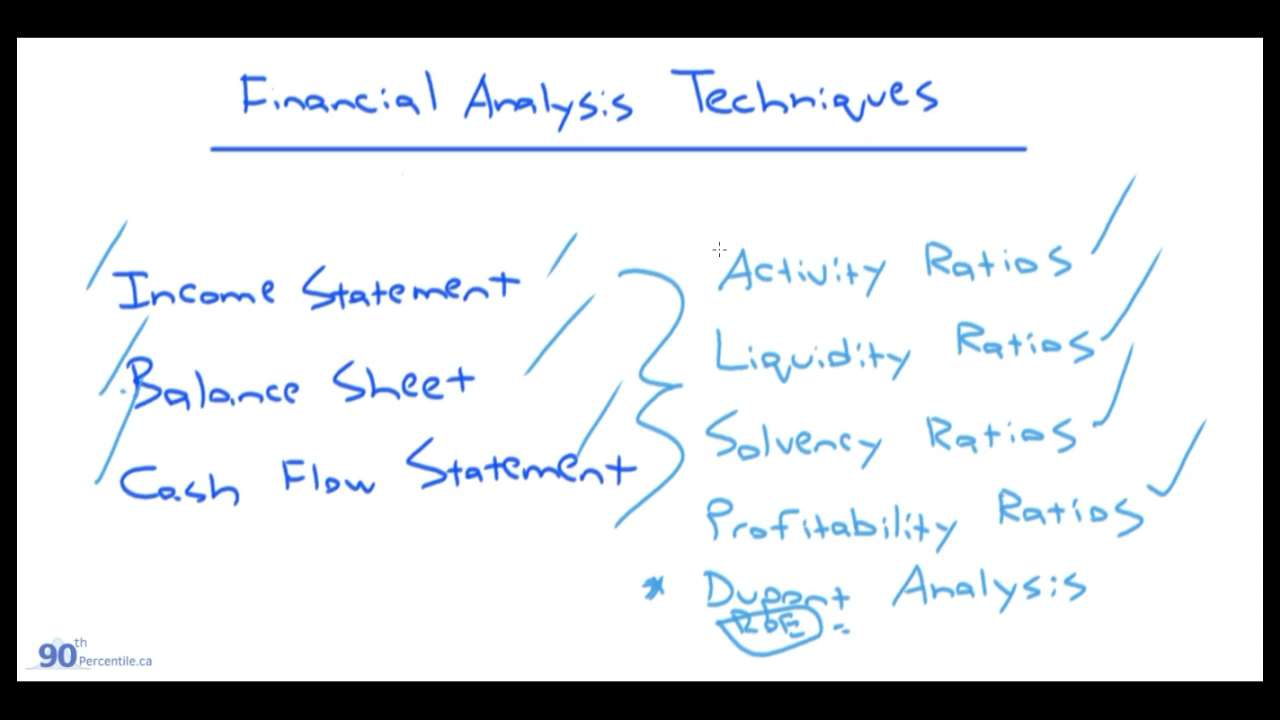 Financial Analysis Techniques
Income Statement
Balance Sheet
Cash Flow Statement
Activity Ratios
Liquidity Ratios
Solvency Ratios
Profitability Ratios
* Dupont Analysis
ROE =
90th Percentile.ca